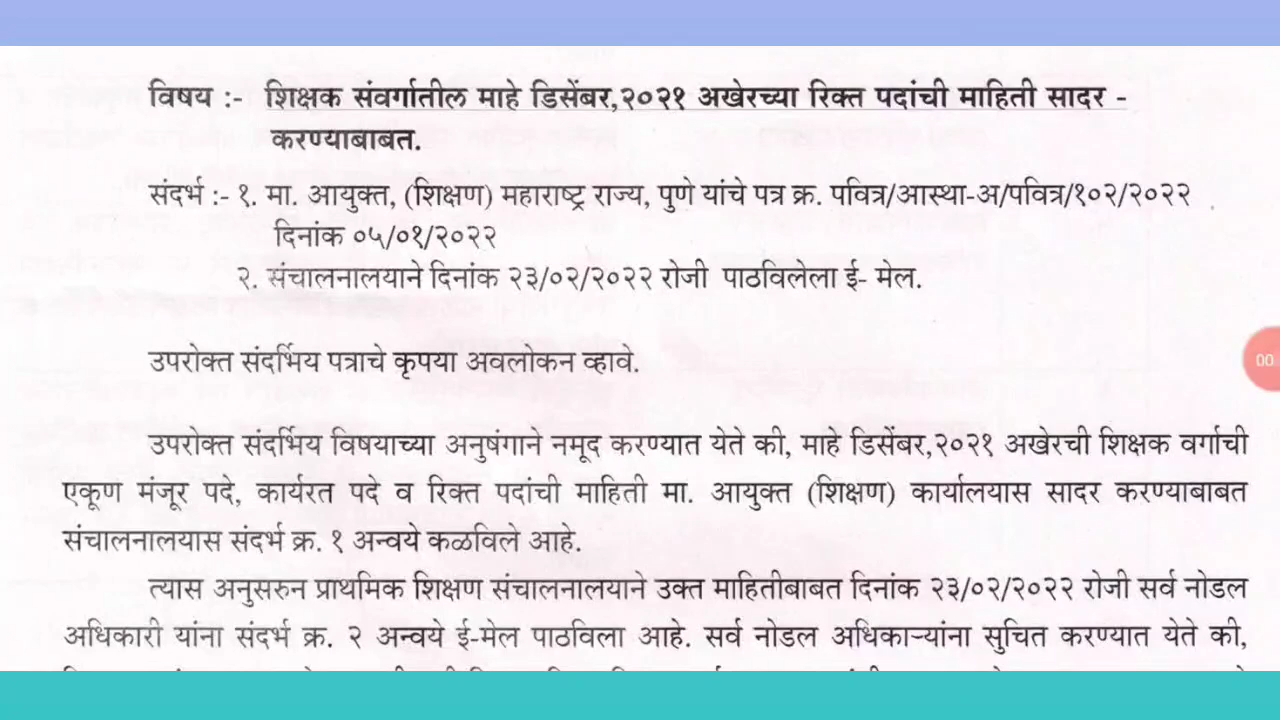 विषय :- शिक्षक संवर्गातील माहे डिसेंबर,२०२१ अखेरच्या रिक्त पदांची माहिती सादर -
करण्याबाबत.
संदर्भ :- १. मा. आयुक्त, (शिक्षण) महाराष्ट्र राज्य, पुणे यांचे पत्र क्र. पवित्र/आस्था-अ/पवित्र/१०२/२०२२
दिनांक ०५/०१/२०२२
२. संचालनालयाने दिनांक २३/०२/२०२२ रोजी पाठविलेला ई- मेल.
उपरोक्त संदर्भिय पत्राचे कृपया अवलोकन व्हावे.
उपरोक्त संदर्भिय विषयाच्या अनुषंगाने नमूद करण्यात येते की, माहे डिसेंबर,२०२१ अखेरची शिक्षक वर्गाची
एकूण मंजूर पदे, कार्यरत पदे व रिक्त पदांची माहिती मा. आयुक्त (शिक्षण) कार्यालयास सादर करण्याबाबत
संचालनालयास संदर्भ क्र. १ अन्वये कळविले आहे.
त्यास अनुसरुन प्राथमिक शिक्षण संचालनालयाने उक्त माहितीबाबत दिनांक २३/०२/२०२२ रोजी सर्व नोडल
अधिकारी यांना संदर्भ क्र. २ अन्वये ई-मेल पाठविला आहे. सर्व नोडल अधिकाऱ्यांना सुचित करण्यात येते की,
00